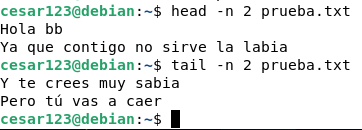 cesar123@debian:~$ head -n 2 prueba.txt
Hola bb
Ya que contigo no sirve la labia
cesar123@debian:~$ tail -n 2 prueba.txt
Y te crees muy sabia
Pero tú vas a caer
cesar123@debian:~$